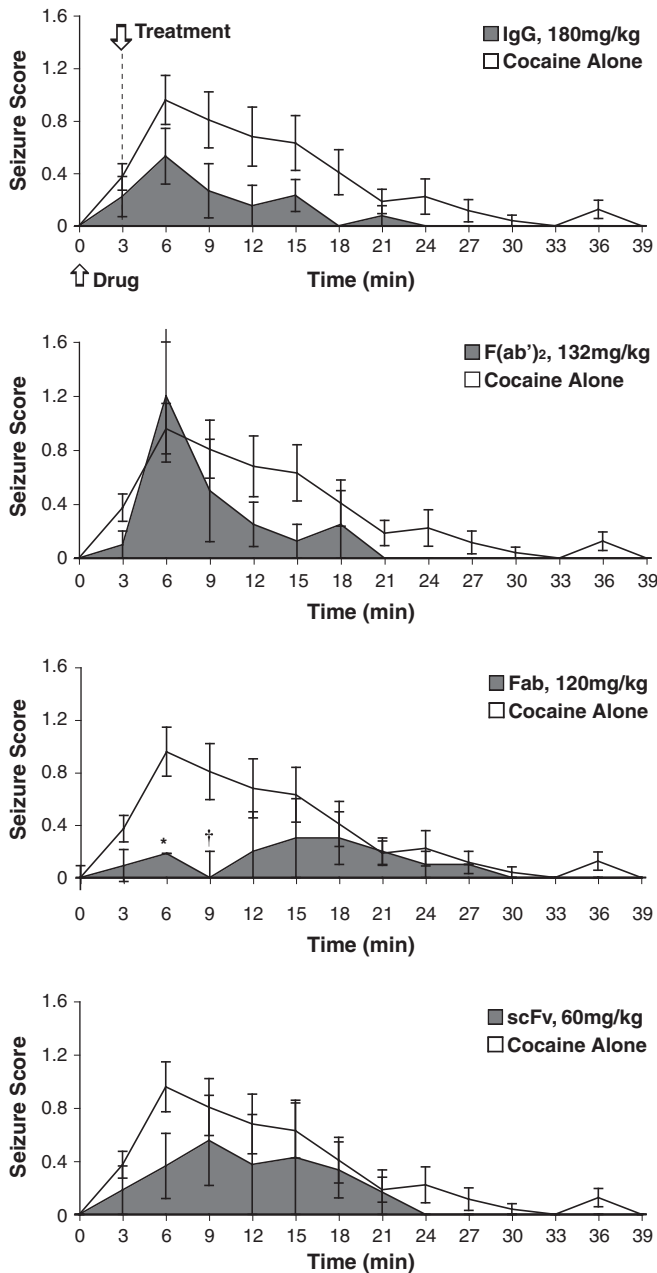 1.6
Treatment
IgG, 180mg/kg
Cocaine Alone
1.2
0.8
0.4
0
Seizure Score
0 3 6 9 12 15 18 21 24 27 30 33 36 39
Drug
Time (min)
1.6
F(ab')2, 132mg/kg
Cocaine Alone
1.2
0.8
0.4
0
Seizure Score
0 3 6 9 12 15 18 21 24 27 30 33 36 39
Time (min)
1.6
Fab, 120mg/kg
Cocaine Alone
1.2
0.8
0.4
0
Seizure Score
* †
0 3 6 9 12 15 18 21 24 27 30 33 36 39
Time (min)
1.6
scFv, 60mg/kg
Cocaine Alone
1.2
0.8
0.4
0
Seizure Score
0 3 6 9 12 15 18 21 24 27 30 33 36 39
Time (min)